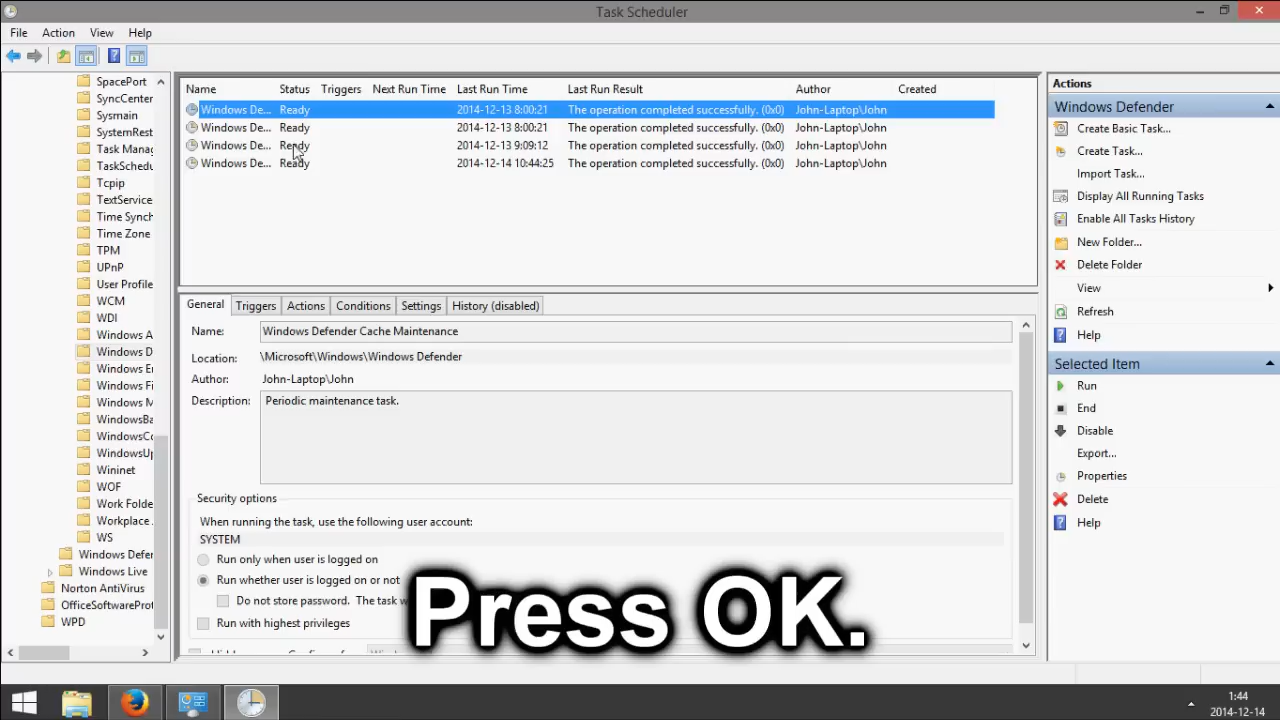 Task Scheduler
File Action View Help
SpacePort
SyncCenter
Sysmain
SystemRest
Task Manag
TaskSchedu
Tcpip
TextService
Time Synch
Time Zone
TPM
UPnP
User Profile
WCM
WDI
Windows A
Windows D
Windows Er
Windows Fi
Windows M
WindowsBa
WindowsCo
WindowsUp
Wininet
WOF
Work Folde
Workplace
WS
Windows Defen
Windows Live
Norton AntiVirus
OfficeSoftwareProt
WPD
Name Status Triggers Next Run Time Last Run Time Last Run Result Author Created
Windows De... Ready 2014-12-13 8:00:21 The operation completed successfully. (0x0) John-Laptop\John
Windows De... Ready 2014-12-13 8:00:21 The operation completed successfully. (0x0) John-Laptop\John
Windows De... Ready 2014-12-13 9:09:12 The operation completed successfully. (0x0) John-Laptop\John
Windows De... Ready 2014-12-14 10:44:25 The operation completed successfully. (0x0) John-Laptop\John
General Triggers Actions Conditions Settings History (disabled)
Name: Windows Defender Cache Maintenance
Location: \Microsoft\Windows\Windows Defender
Author: John-Laptop\John
Description: Periodic maintenance task.
Security options
When running the task, use the following user account:
SYSTEM
Run only when user is logged on
Run whether user is logged on or not
Do not store password. The task
Run with highest privileges
Press OK.
Actions
Windows Defender
Create Basic Task...
Create Task...
Import Task...
Display All Running Tasks
Enable All Tasks History
New Folder...
Delete Folder
View
Refresh
Help
Selected Item
Run
End
Disable
Export...
Properties
Delete
Help
1:44
2014-12-14